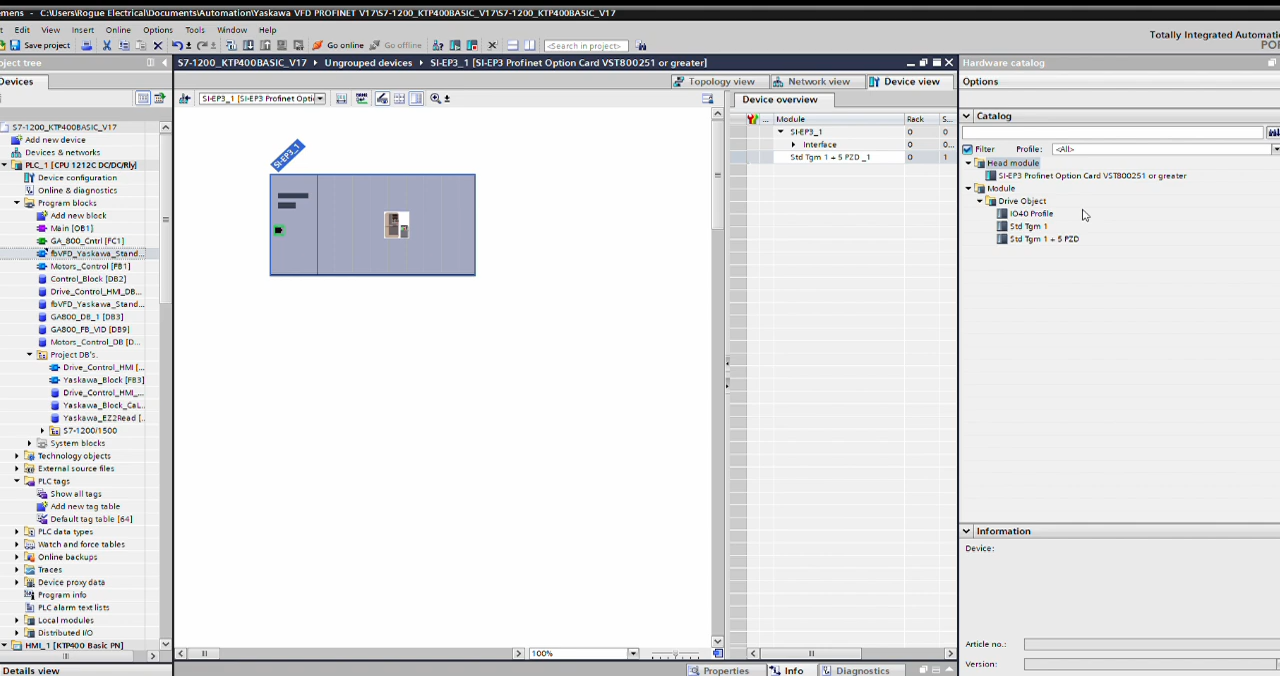 emens - C:\Users\Rogue Electrical\Documents\Automation\Yaskawa VFD PROFINET V17\S7-1200_KTP400BASIC_V17\S7-1200_KTP400BASIC_V17
t Edit View Insert Online Options Tools Window Help
Save project Go online Go offline <Search in project>
Totally Integrated Automatio
PO
oject tree
Devices
S7-1200_KTP400BASIC_V17
Add new device
Devices & networks
PLC_1 [CPU 1212C DC/DC/Rly]
Device configuration
Online & diagnostics
Program blocks
Add new block
Main [OB1]
GA_800_Cntrl [FC1]
fbVFD_Yaskawa_Stand...
Motors_Control [FB1]
Control_Block [DB2]
Drive_Control_HMI_DB...
fbVFD_Yaskawa_Stand...
GA800_DB_1 [DB3]
GA800_FB_VID [DB9]
Motors_Control_DB [D...
Project DB's.
Drive_Control_HMI [...
Yaskawa_Block [FB3]
Drive_Control_HMI_...
Yaskawa_Block_Cal...
Yaskawa_EZ2Read [...
S7-1200/1500
System blocks
Technology objects
External source files
PLC tags
Show all tags
Add new tag table
Default tag table [64]
PLC data types
Watch and force tables
Online backups
Traces
Device proxy data
Program info
PLC alarm text lists
Local modules
Distributed I/O
HMI_1 [KTP400 Basic PN]
Details view
S7-1200_KTP400BASIC_V17 Ungrouped devices SI-EP3_1 [SI-EP3 Profinet Option Card VST800251 or greater]
Topology view Network view Device view
SI-EP3_1 [SI-EP3 Profinet Opti
SI-EP3_1
100%
Device overview
... Module Rack S...
SI-EP3_1 0 0
Interface 0 0...
Std Tgm 1 + 5 PZD _1 0 1
Properties Info Diagnostics
Hardware catalog
Options
Catalog
Filter Profile: <All>
Head module
SI-EP3 Profinet Option Card VST800251 or greater
Module
Drive Object
IO40 Profile
Std Tgm 1
Std Tgm 1 + 5 PZD
Information
Device:
Article no.:
Version: